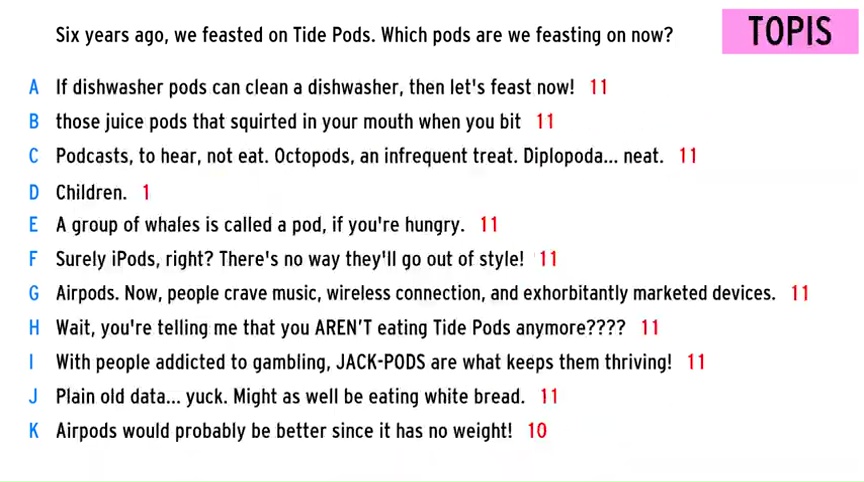 Six years ago, we feasted on Tide Pods. Which pods are we feasting on now?
TOPIS
A If dishwasher pods can clean a dishwasher, then let's feast now! 11
B those juice pods that squirted in your mouth when you bit 11
C Podcasts, to hear, not eat. Octopods, an infrequent treat. Diplopoda... neat. 11
D Children. 1
E A group of whales is called a pod, if you're hungry. 11
F Surely iPods, right? There's no way they'll go out of style! 11
G Airpods. Now, people crave music, wireless connection, and exhorbitantly marketed devices. 11
H Wait, you're telling me that you AREN'T eating Tide Pods anymore???? 11
I With people addicted to gambling, JACK-PODS are what keeps them thriving! 11
J Plain old data... yuck. Might as well be eating white bread. 11
K Airpods would probably be better since it has no weight! 10